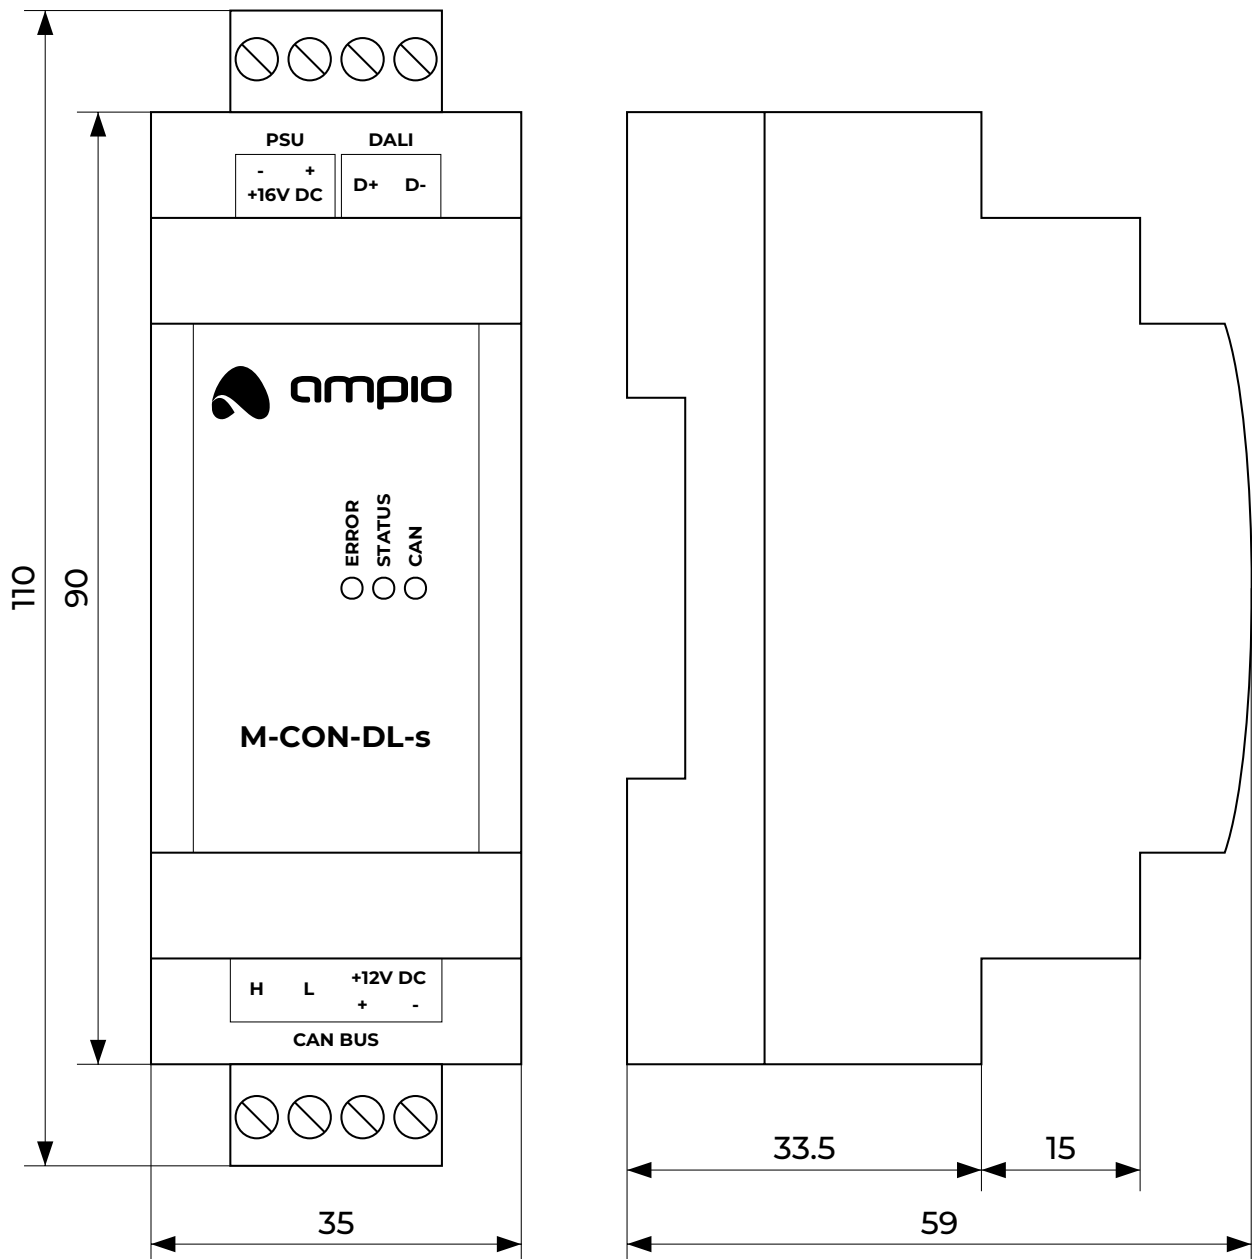 PSU DALI
- +
+16V DC
D+ D-
ampio
ERROR
STATUS
CAN
110
90
M-CON-DL-s
H L
+12V DC
+ -
CAN BUS
33.5
15
35
59